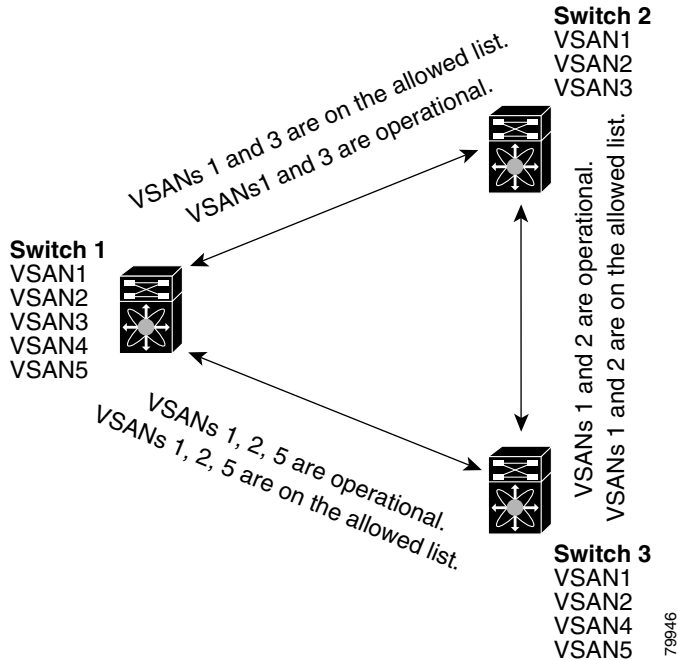 Switch 2
VSAN1
VSAN2
VSAN3
VSANs 1 and 3 are on the allowed list.
VSANs1 and 3 are operational.
Switch 1
VSAN1
VSAN2
VSAN3
VSAN4
VSAN5
VSANs 1 and 2 are operational.
VSANs 1 and 2 are on the allowed list.
VSANs 1, 2, 5 are operational.
VSANs 1, 2, 5 are on the allowed list.
Switch 3
VSAN1
VSAN2
VSAN4
VSAN5
79946